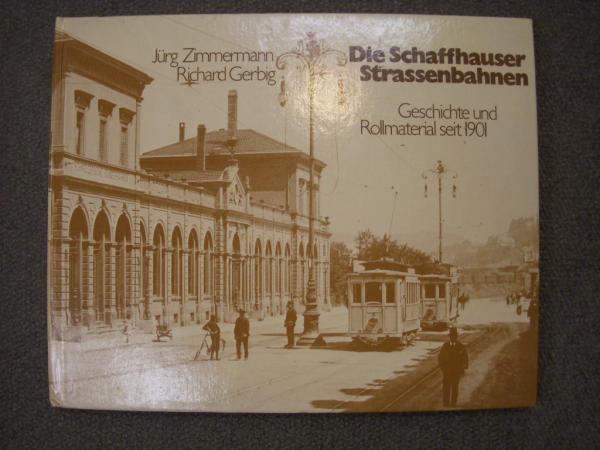 Jürg Zimmermann
Richard Gerbig
Die Schaffhauser
Strassenbahnen
Geschichte und
Rollmaterial seit 1901